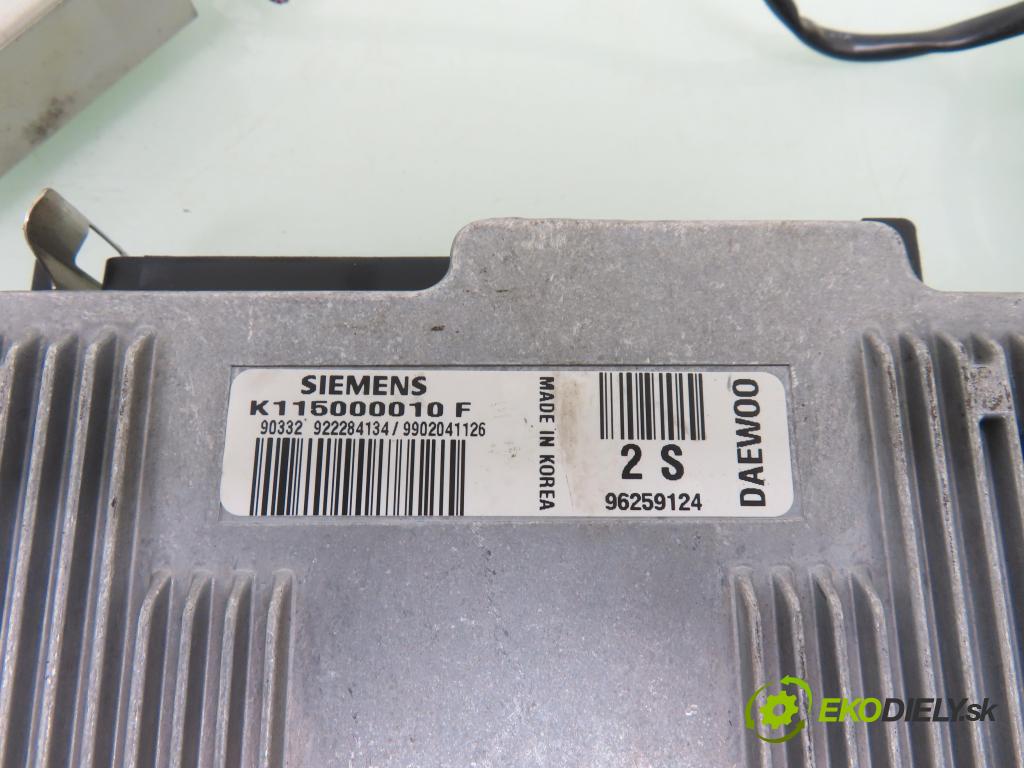 SIEMENS
K115000010 F
90332 922284134 / 9902041126
MADE IN KOREA
2 S
96259124
DAEWOO
EKODIELY.sk